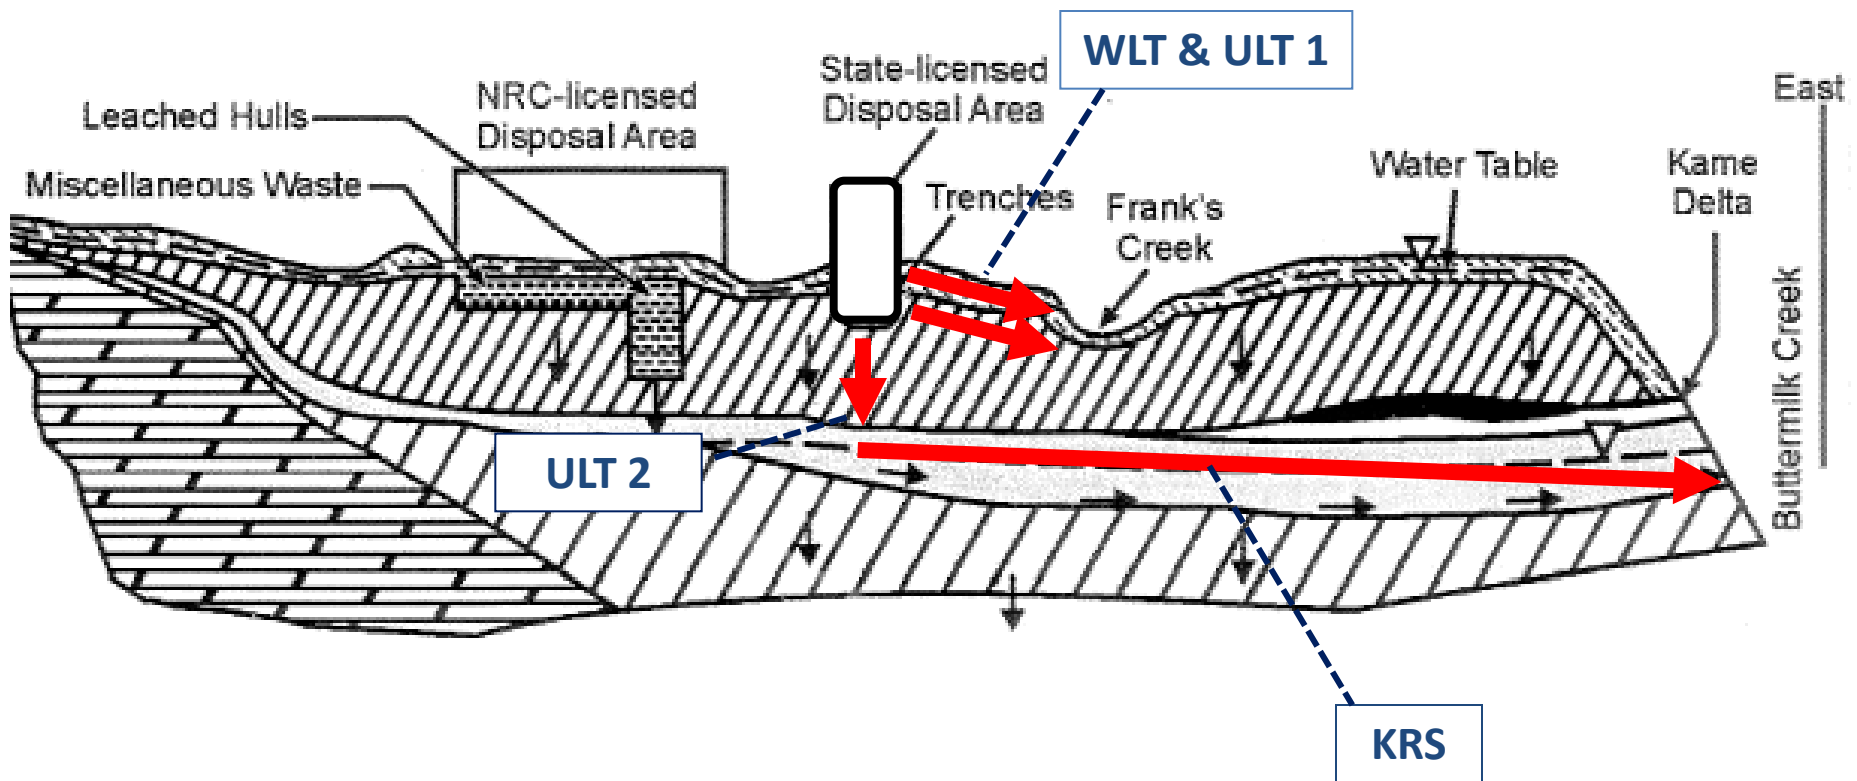 WLT & ULT 1
State-licensed
Disposal Area
East
NRC-licensed
Disposal Area
Leached Hulls
Miscellaneous Waste
Trenches
Frank's
Creek
Water Table
Kame
Delta
Buttermilk Creek
ULT 2
KRS